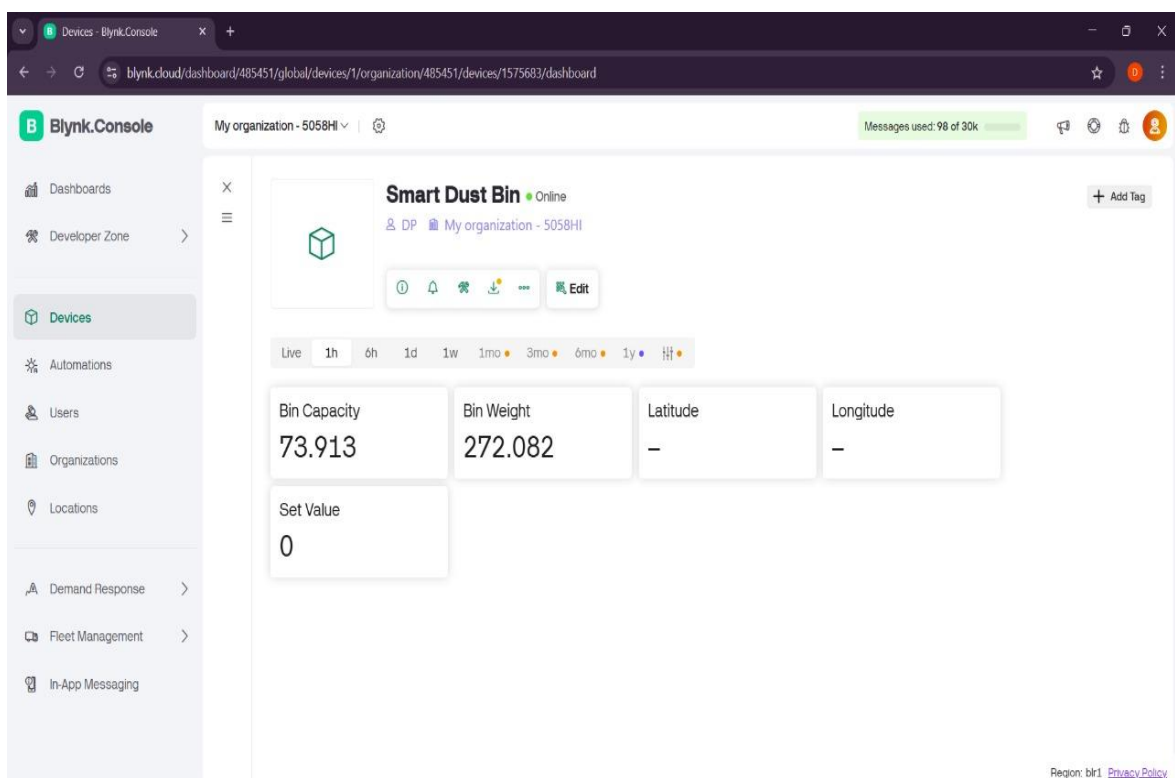 Devices - Blynk.Console
blynk.cloud/dashboard/485451/global/devices/1/organization/485451/devices/1575683/dashboard
D
B Blynk.Console
My organization - 5058HI
Messages used: 98 of 30k
Dashboards
Developer Zone
Devices
Automations
Users
Organizations
Locations
Demand Response
Fleet Management
In-App Messaging
Smart Dust Bin Online
+ Add Tag
DP My organization - 5058HI
Edit
Live 1h 6h 1d 1w 1mo 3mo 6mo 1y
Bin Capacity
73.913
Bin Weight
272.082
Latitude
–
Longitude
–
Set Value
0
Region: blr1 Privacy Policy